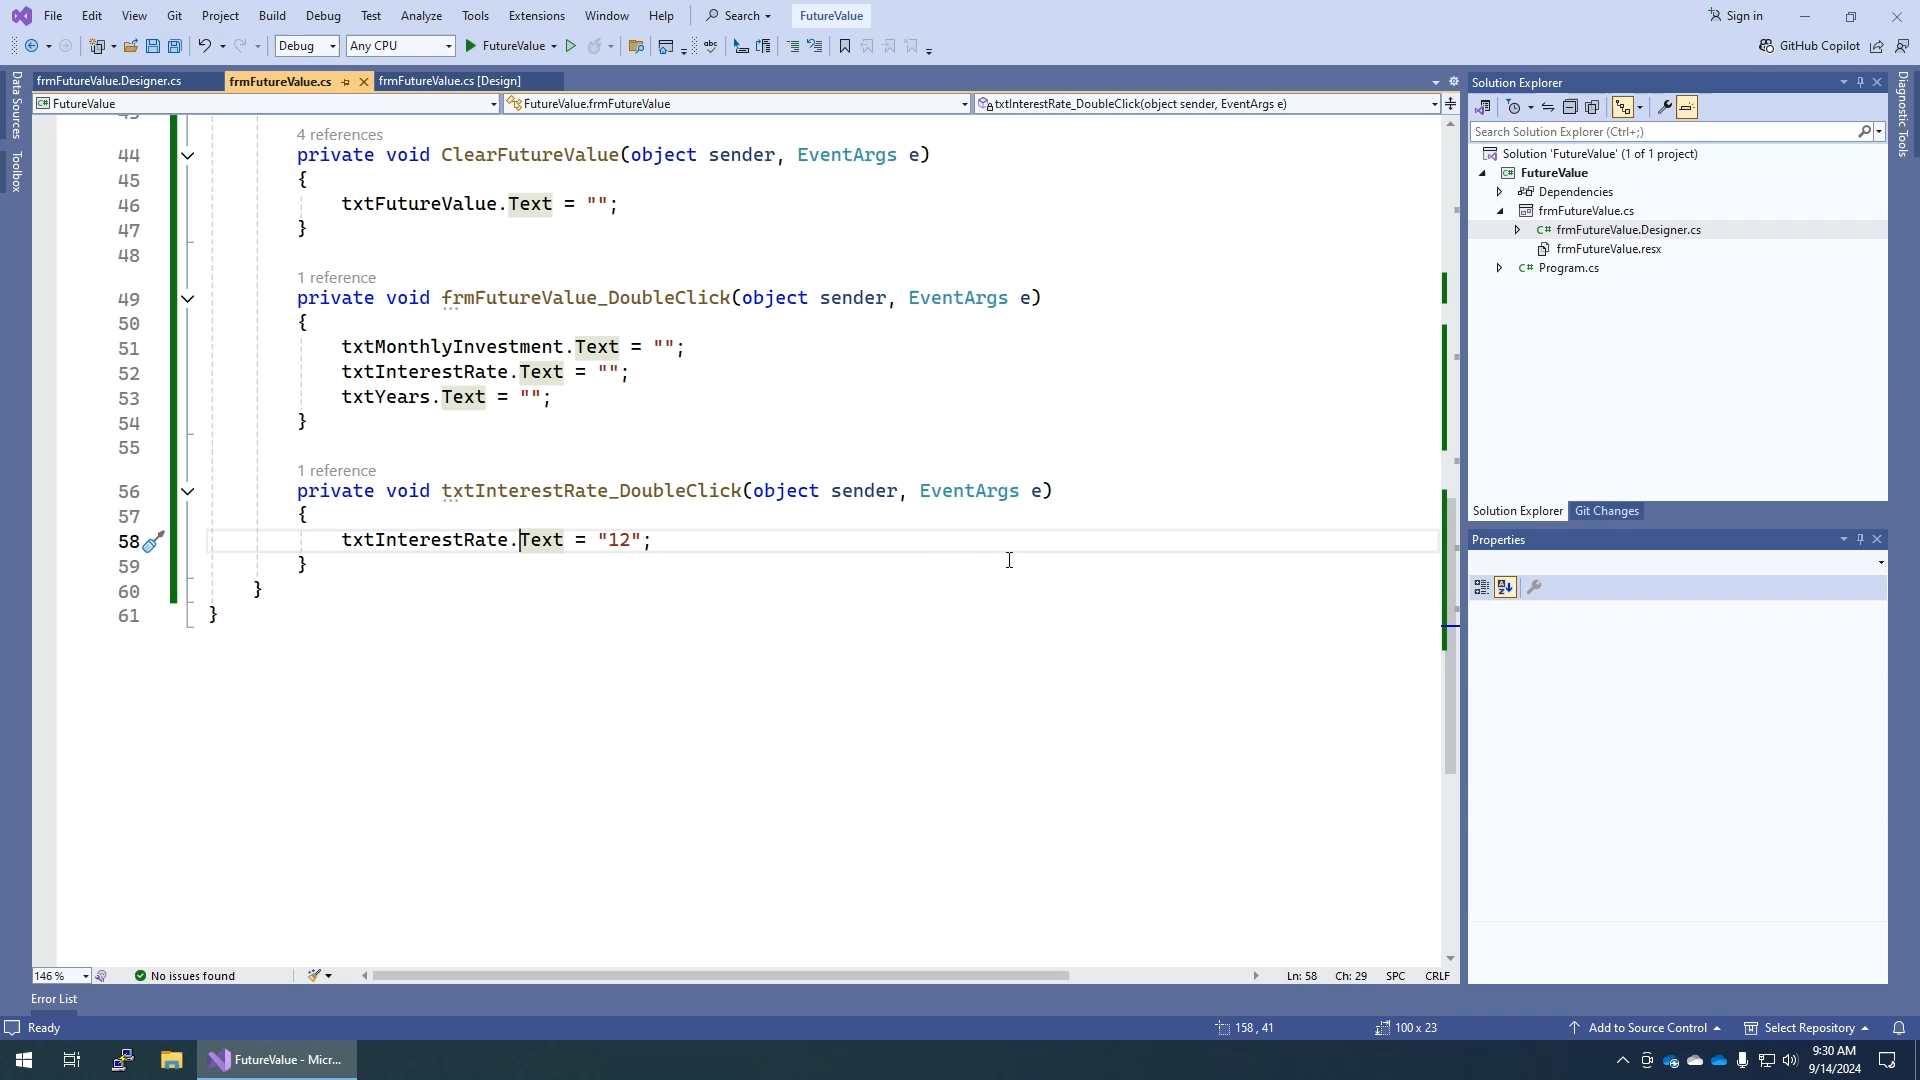 File Edit View Git Project Build Debug Test Analyze Tools Extensions Window Help Search FutureValue Sign in
Debug Any CPU FutureValue GitHub Copilot
Data Sources
Toolbox
frmFutureValue.Designer.cs frmFutureValue.cs frmFutureValue.cs [Design]
FutureValue FutureValue.frmFutureValue txtInterestRate_DoubleClick(object sender, EventArgs e)
4 references
44 private void ClearFutureValue(object sender, EventArgs e)
45 {
46 txtFutureValue.Text = "";
47 }
48
1 reference
49 private void frmFutureValue_DoubleClick(object sender, EventArgs e)
50 {
51 txtMonthlyInvestment.Text = "";
52 txtInterestRate.Text = "";
53 txtYears.Text = "";
54 }
55
1 reference
56 private void txtInterestRate_DoubleClick(object sender, EventArgs e)
57 {
58 txtInterestRate.Text = "12";
59 }
60 }
61 }
146 % No issues found Ln: 58 Ch: 29 SPC CRLF
Error List
Solution Explorer
Search Solution Explorer (Ctrl+;)
Solution 'FutureValue' (1 of 1 project)
C# FutureValue
Dependencies
frmFutureValue.cs
C# frmFutureValue.Designer.cs
frmFutureValue.resx
C# Program.cs
Solution Explorer Git Changes
Properties
Diagnostic Tools
Ready 158 , 41 100 x 23 Add to Source Control Select Repository
FutureValue - Micr...
9:30 AM
9/14/2024